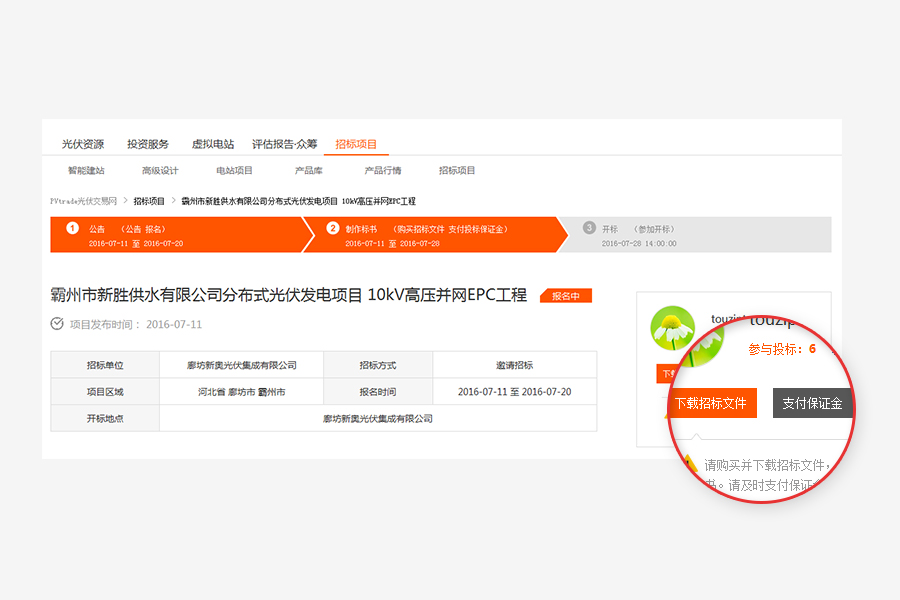 光伏资源 投资服务 虚拟电站 评估报告·众筹 招标项目
智能建站 高级设计 电站项目 产品库 产品行情 招标项目
PVtrade光伏交易网 > 招标项目 > 霸州市新胜供水有限公司分布式光伏发电项目 10kV高压并网EPC工程
1 公告 (公告 报名)
2016-07-11 至 2016-07-20
2 制作标书 (购买招标文件 支付投标保证金)
2016-07-11 至 2016-07-28
3 开标 (参加开标)
2016-07-28 14:00:00
霸州市新胜供水有限公司分布式光伏发电项目 10kV高压并网EPC工程 报名中
项目发布时间： 2016-07-11
招标单位 廊坊新奥光伏集成有限公司 招标方式 邀请招标
项目区域 河北省 廊坊市 霸州市 报名时间 2016-07-11 至 2016-07-20
开标地点 廊坊新奥光伏集成有限公司
参与投标：6
下载招标文件 支付保证金
请购买并下载招标文件，
书。请及时支付保证金